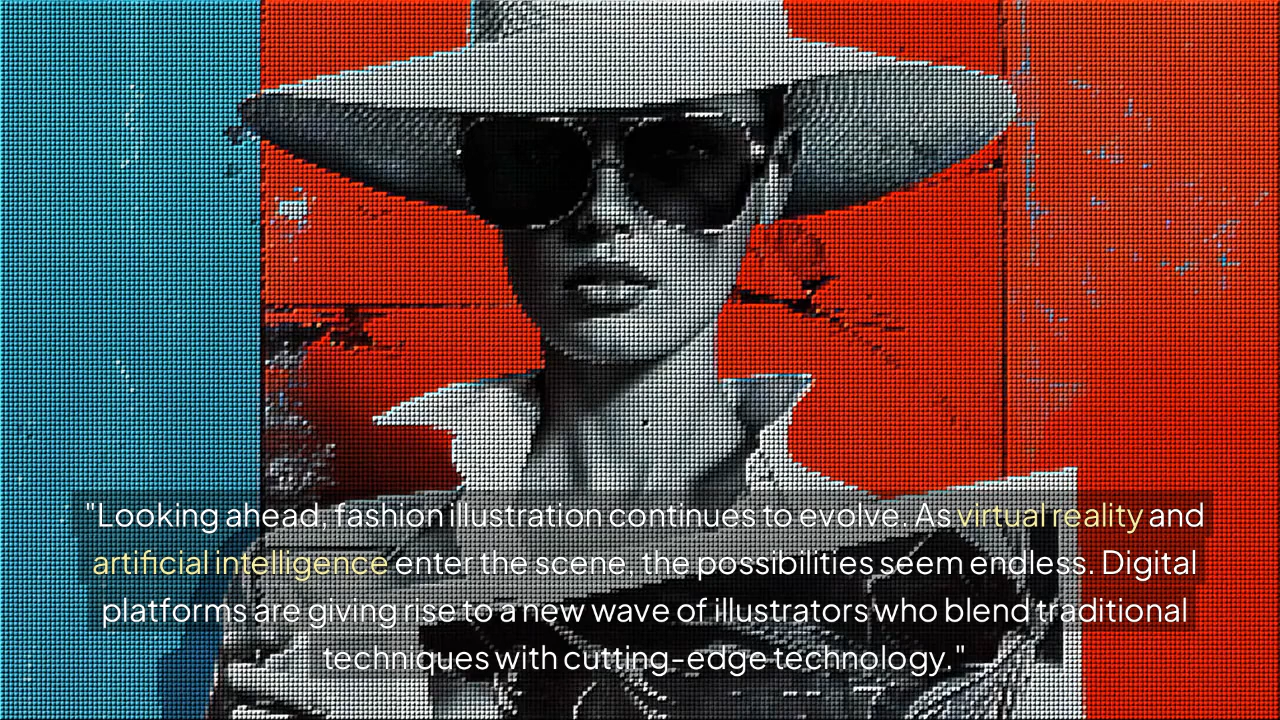 "Looking ahead, fashion illustration continues to evolve. As virtual reality and
artificial intelligence enter the scene, the possibilities seem endless. Digital
platforms are giving rise to a new wave of illustrators who blend traditional
techniques with cutting-edge technology."